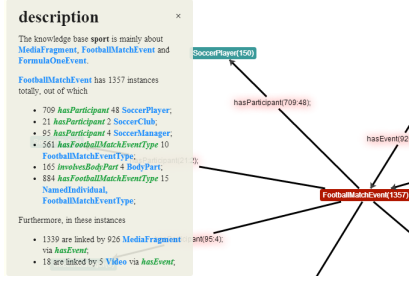 description ×
The knowledge base sport is mainly about
MediaFragment, FootballMatchEvent and
FormulaOneEvent.
FootballMatchEvent has 1357 instances
totally, out of which
• 709 hasParticipant 48 SoccerPlayer;
• 21 hasParticipant 2 SoccerClub;
• 95 hasParticipant 4 SoccerManager;
• 561 hasFootballMatchEventType 10
FootballMatchEventType;
• 165 involvesBodyPart 4 BodyPart;
• 884 hasFootballMatchEventType 15
NamedIndividual,
FootballMatchEventType;
Furthermore, in these instances
• 1339 are linked by 926 MediaFragment
via hasEvent;
• 18 are linked by 5 Video via hasEvent;
SoccerPlayer(150)
hasParticipant(709:48);
hasEvent(92
FootballMatchEvent(1357)
ant(95:4);